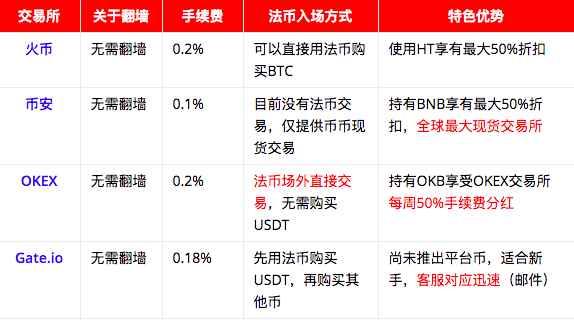 交易所 关于翻墙 手续费 法币入场方式 特色优势
火币 无需翻墙 0.2% 可以直接用法币购 使用HT享有最大50%折扣
买BTC
币安 无需翻墙 0.1% 目前没有法币交 持有BNB享有最大50%折
易，仅提供币币现 扣，全球最大现货交易所
货交易
OKEX 无需翻墙 0.2% 法币场外直接交 持有OKB享受OKEX交易所
易，无需购买 每周50%手续费分红
USDT
Gate.io 无需翻墙 0.18% 先用法币购买 尚未推出平台币，适合新
USDT，再购买其 手，客服对应迅速（邮件）
他币